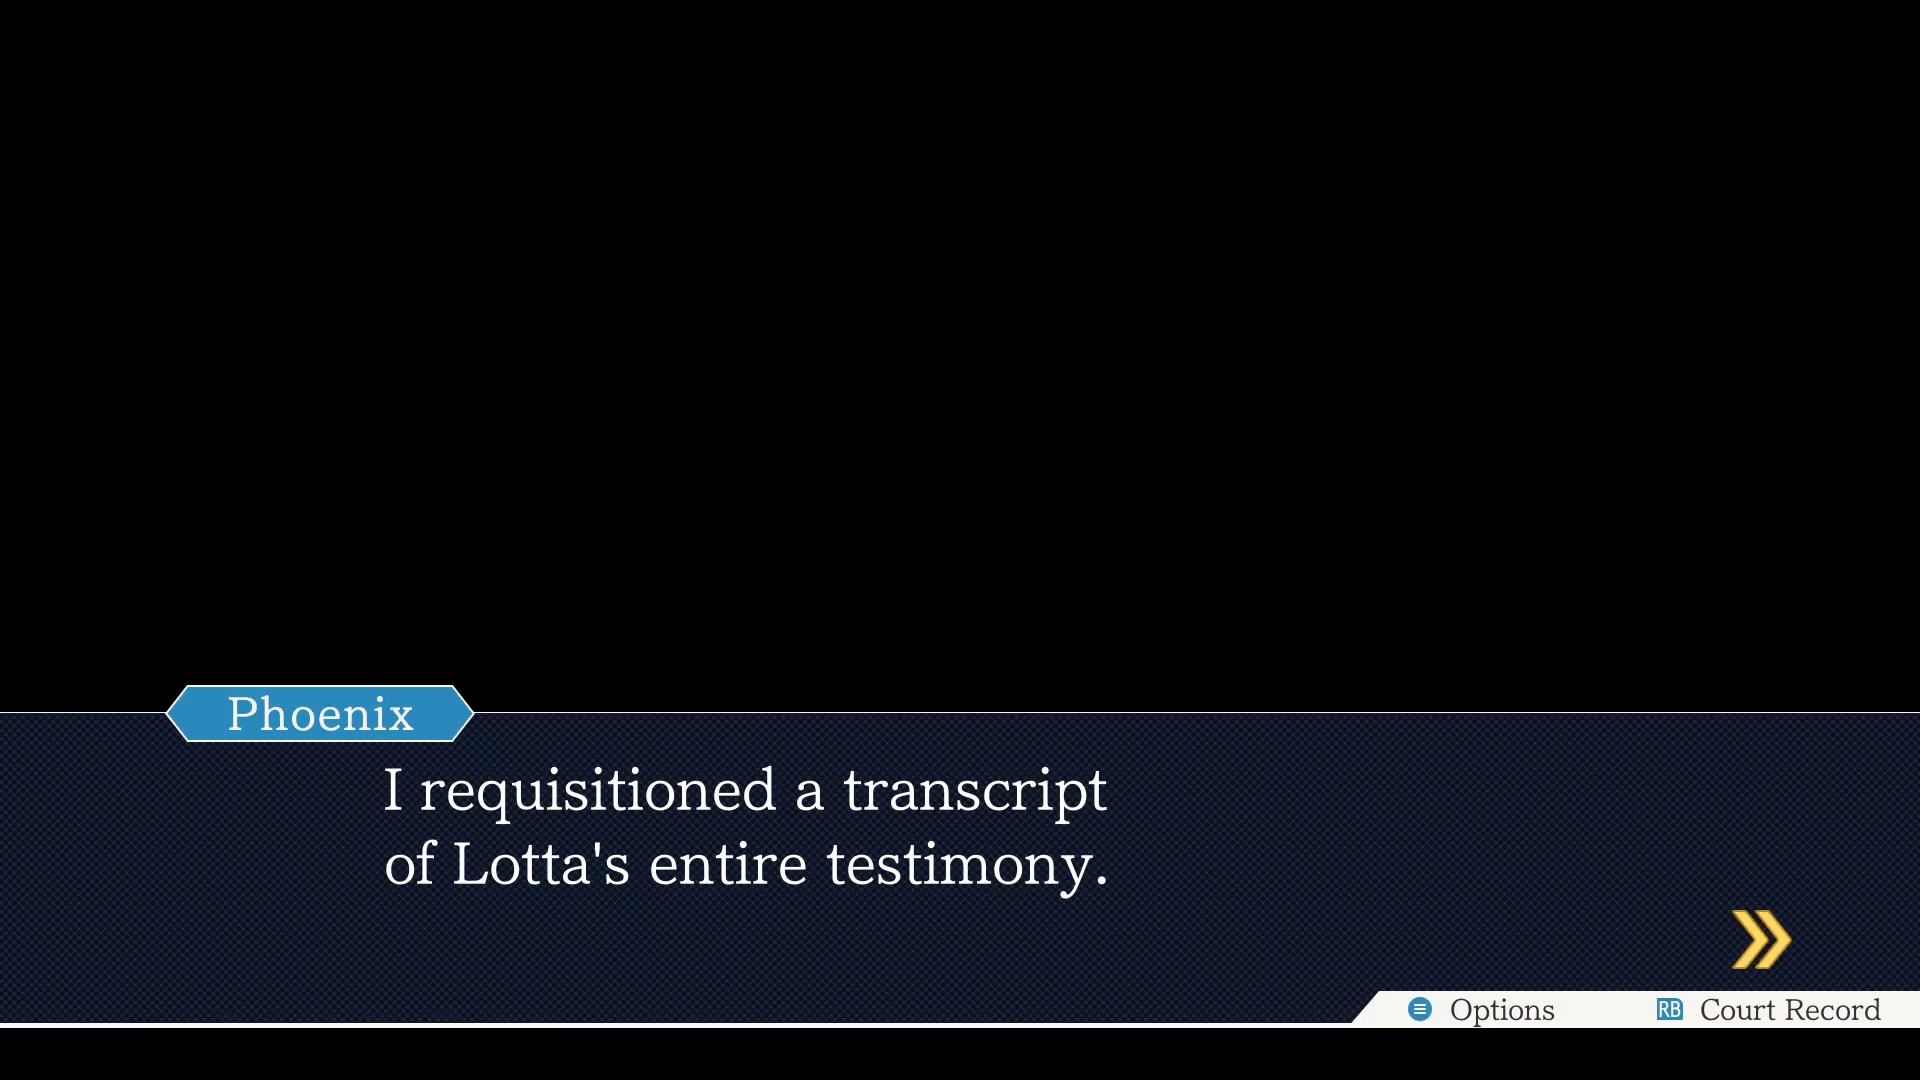 Phoenix
I requisitioned a transcript
of Lotta's entire testimony.
Options
RB Court Record